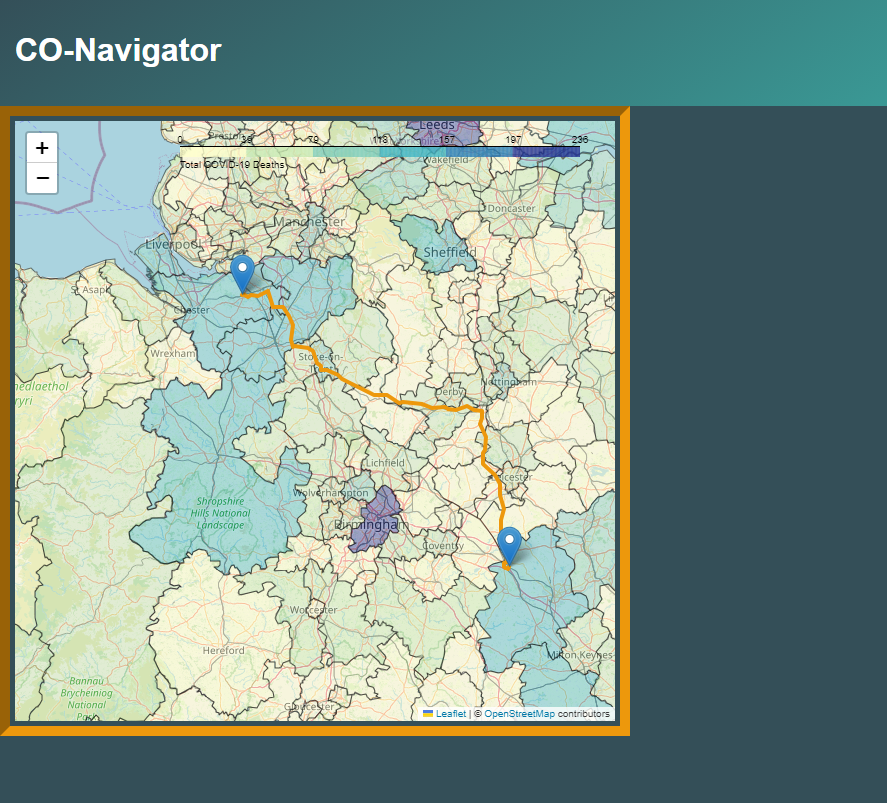 CO-Navigator
Leeds
0 39 79 118 157 197 236
Preston
Total COVID-19 Deaths
Wakefield
+
−
Doncaster
Manchester
Liverpool
Sheffield
St Asaph
Chester
Wrexham
Stoke-on-
Trent
Derby
Nottingham
Lichfield
Leicester
Wolverhampton
Shropshire
Hills National
Landscape
Birmingham
Coventry
Worcester
Hereford
Milton Keynes
Bannau
Brycheiniog
National
Park
Gloucester
Leaflet | © OpenStreetMap contributors